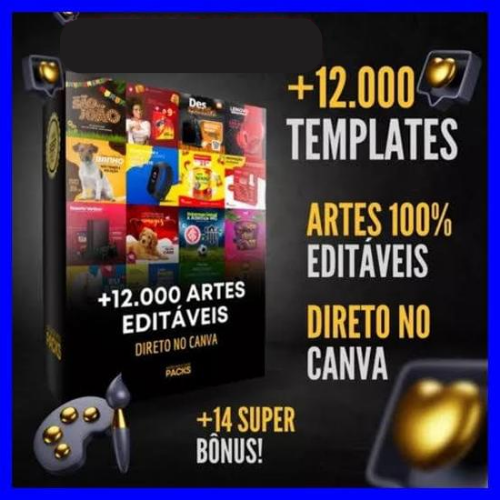 +12.000
TEMPLATES
ARTES 100%
EDITÁVEIS
DIRETO NO
CANVA
+14 SUPER
BÔNUS!
SÃO
JOÃO
Des
+12.000 ARTES
EDITÁVEIS
DIRETO NO CANVA
PACKS